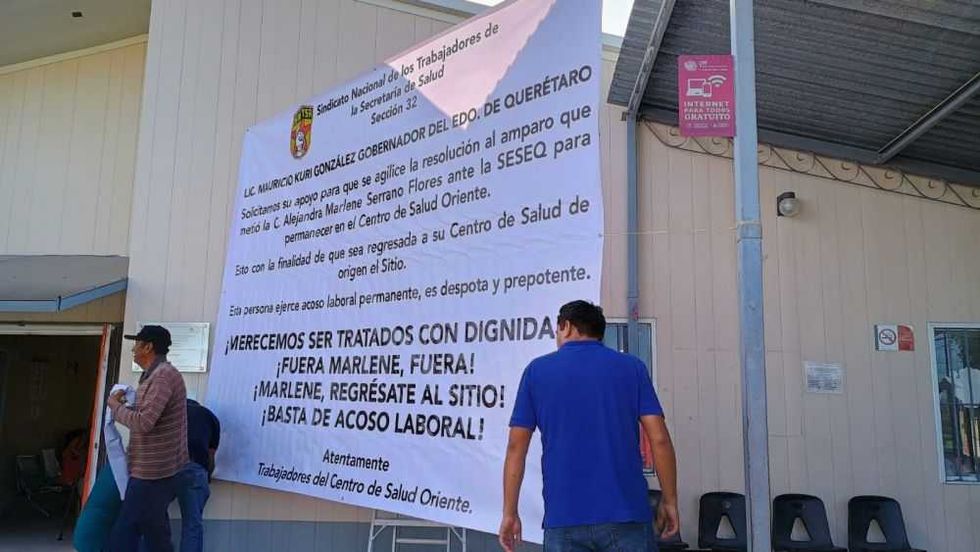 Sindicato Nacional de los Trabajadores de
la Secretaría de Salud
Sección 32
LIC. MAURICIO KURI GONZÁLEZ GOBERNADOR DEL EDO. DE QUERÉTARO
Solicitamos su apoyo para que se agilice la resolución al amparo que
metió la C. Alejandra Marlene Serrano Flores ante la SESEQ para
permanecer en el Centro de Salud Oriente.
Esto con la finalidad de que sea regresada a su Centro de Salud de
origen el Sitio.
Esta persona ejerce acoso laboral permanente, es despota y prepotente.
¡MERECEMOS SER TRATADOS CON DIGNIDA
¡FUERA MARLENE, FUERA!
¡MARLENE, REGRÉSATE AL SITIO!
¡BASTA DE ACOSO LABORAL!
Atentamente
Trabajadores del Centro de Salud Oriente.
INTERNET
PARA TODOS
GRATUITO